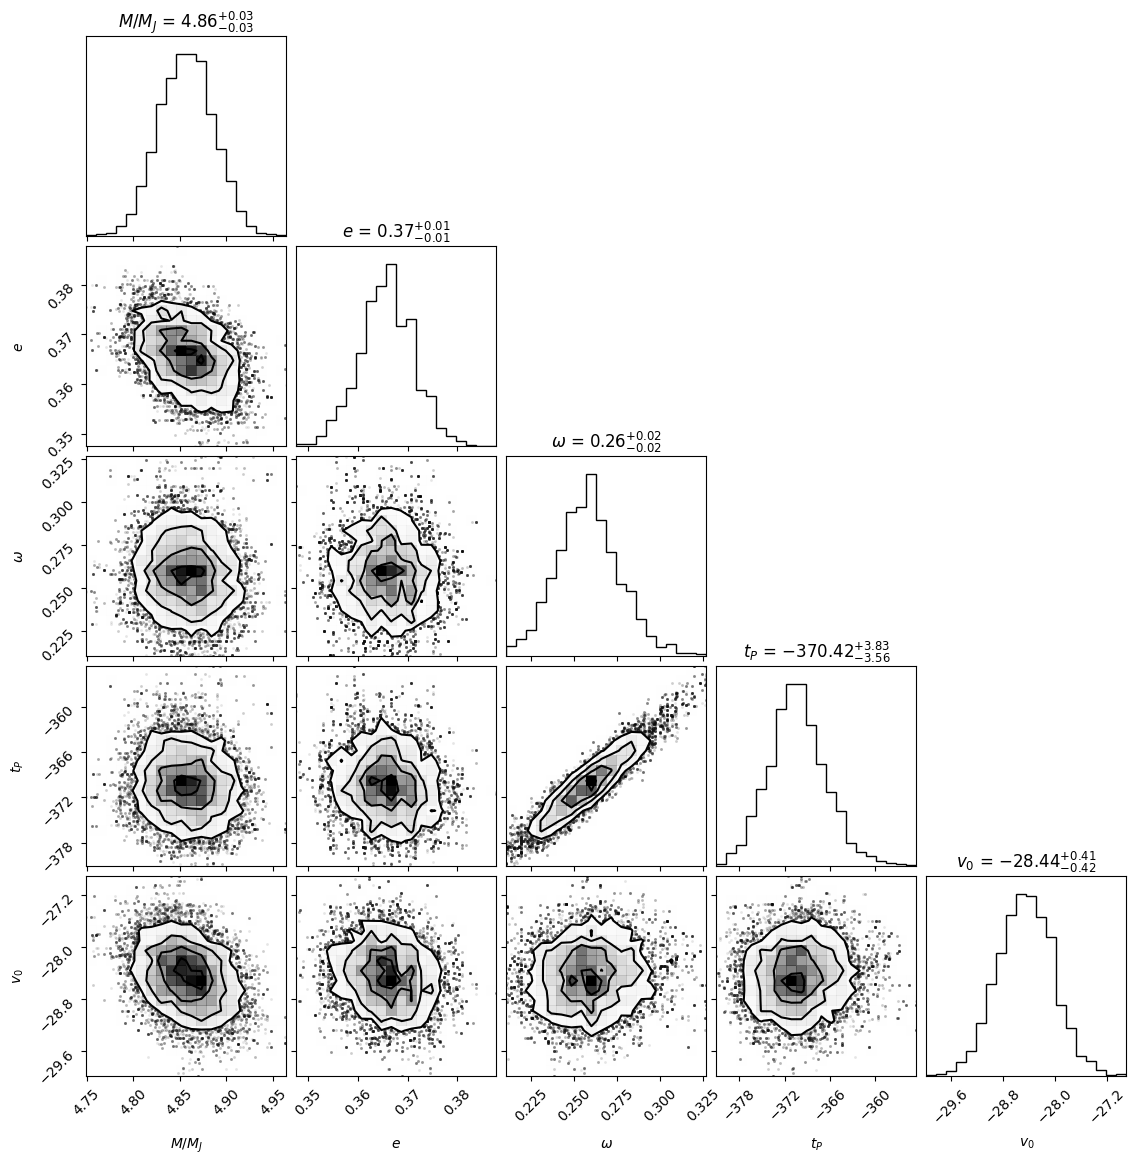 M/M_J = 4.86^{+0.03}_{−0.03}
e = 0.37^{+0.01}_{−0.01}
e
0.38
0.37
0.36
0.35
ω = 0.26^{+0.02}_{−0.02}
ω
0.325
0.300
0.275
0.250
0.225
t_P = −370.42^{+3.83}_{−3.56}
t_P
−360
−366
−372
−378
v_0 = −28.44^{+0.41}_{−0.42}
v_0
−27.2
−28.0
−28.8
−29.6
4.75 4.80 4.85 4.90 4.95 0.35 0.36 0.37 0.38 0.225 0.250 0.275 0.300 0.325 −378 −372 −366 −360 −29.6 −28.8 −28.0 −27.2
M/M_J e ω t_P v_0